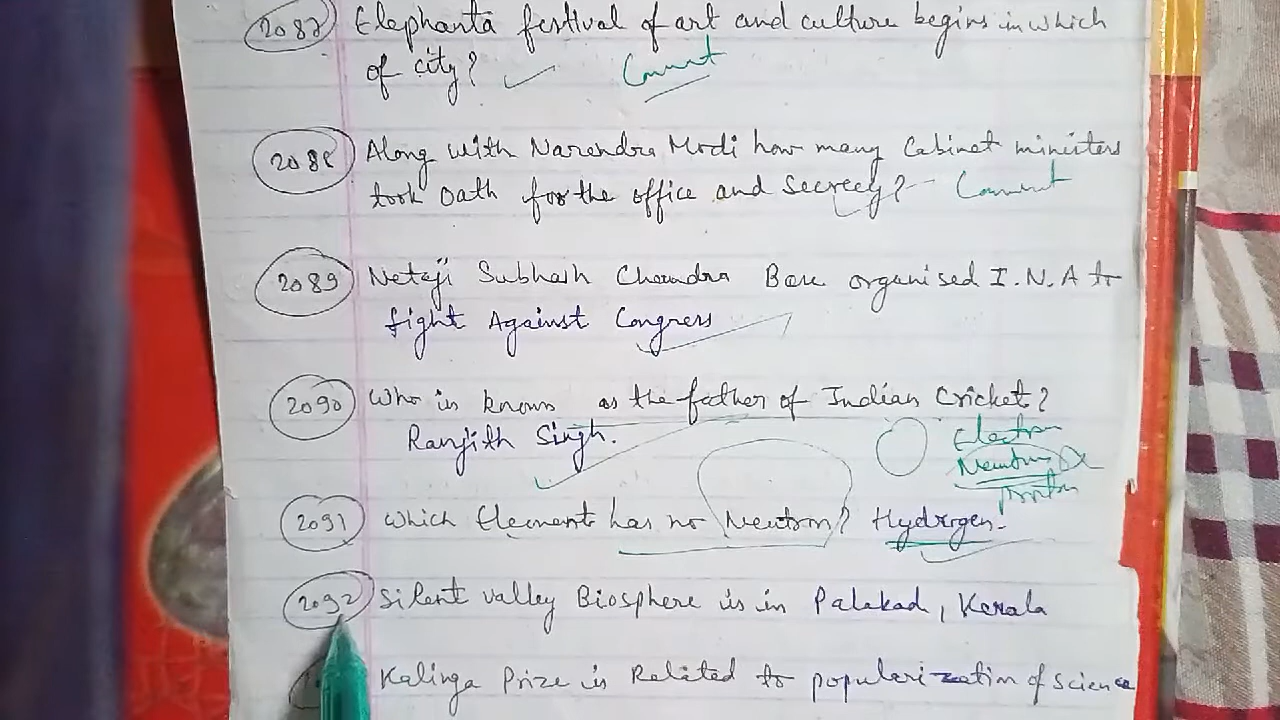 2087 Elephanta festival of art and culture begins in which
of city? Comment
2088 Along with Narendra Modi how many Cabinet ministers
took Oath for the office and Secrecy? Comment
2089 Netaji Subhash Chandra Bose organised I.N.A to
fight Against Congress
2090 Who is known as the father of Indian Cricket?
Ranjith Singh.
Electron
Neutron
Proton
2091 Which Element has no Neutron? Hydrogen.
2092 Silent valley Biosphere is in Palakad, Kerala
Kalinga Prize is Related to popularization of science